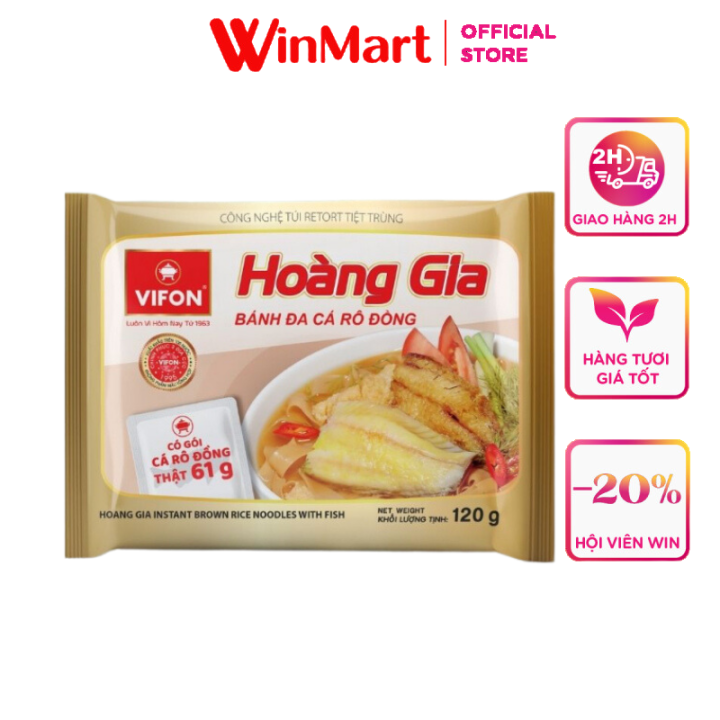 WinMart
OFFICIAL
STORE
CÔNG NGHỆ TÚI RETORT TIỆT TRÙNG
VIFON®
Luôn Vì Hôm Nay Từ 1963
Hoàng Gia
BÁNH ĐA CÁ RÔ ĐỒNG
VIFON
CÓ GÓI
CÁ RÔ ĐỒNG
THẬT 61 g
HOANG GIA INSTANT BROWN RICE NOODLES WITH FISH
NET WEIGHT
KHỐI LƯỢNG TỊNH: 120 g
2H
GIAO HÀNG 2H
HÀNG TƯƠI
GIÁ TỐT
-20%
HỘI VIÊN WIN